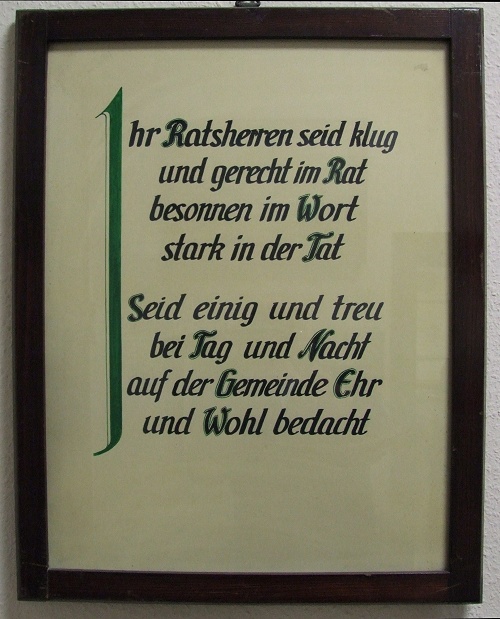 Ihr Ratsherren seid klug
und gerecht im Rat
besonnen im Wort
stark in der Tat
Seid einig und treu
bei Tag und Nacht
auf der Gemeinde Ehr
und Wohl bedacht